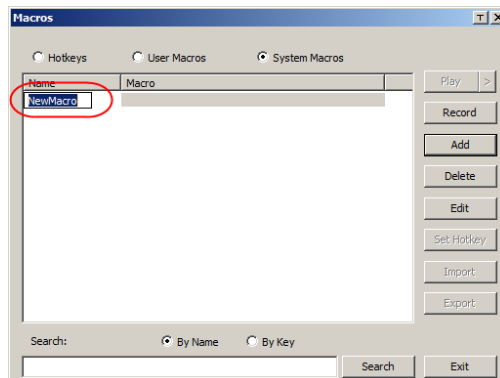 Macros
Hotkeys User Macros System Macros
Name Macro
NewMacro
Play >
Record
Add
Delete
Edit
Set Hotkey
Import
Export
Search: By Name By Key
Search Exit